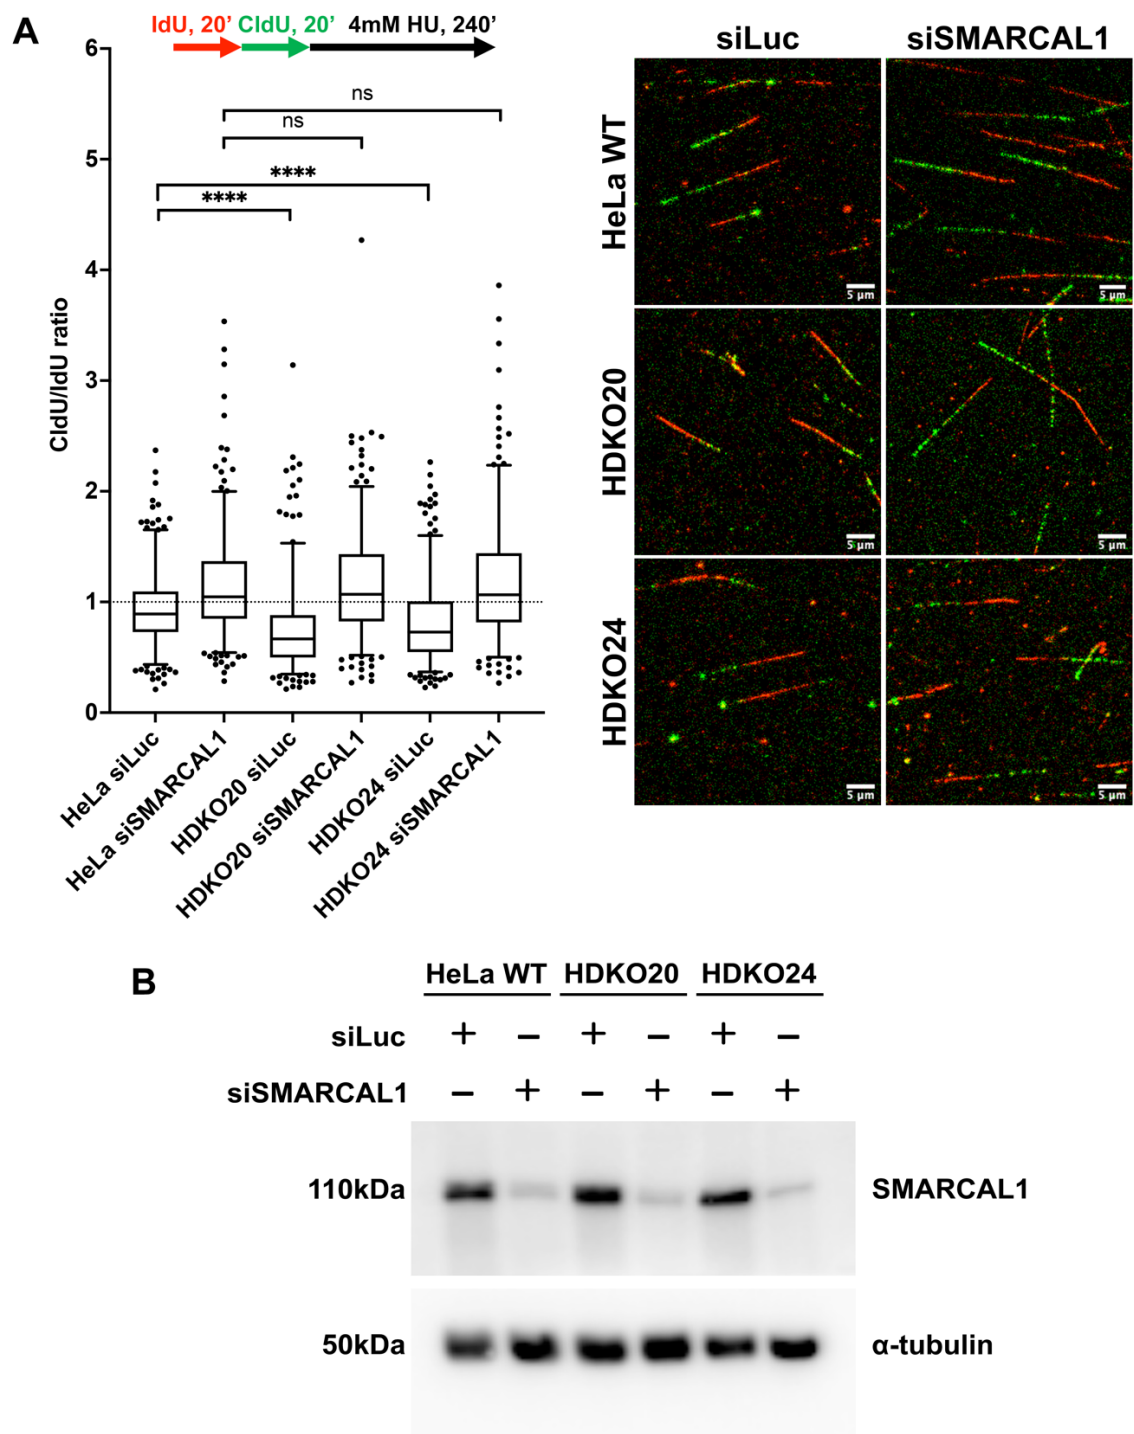 A
IdU, 20’ CldU, 20’ 4mM HU, 240’
6
5
4
3
2
1
0
CldU/IdU ratio
ns
ns
****
****
HeLa siLuc
HeLa siSMARCAL1
HDKO20 siLuc
HDKO20 siSMARCAL1
HDKO24 siLuc
HDKO24 siSMARCAL1
siLuc siSMARCAL1
HeLa WT
5 µm 5 µm
HDKO20
5 µm 5 µm
HDKO24
5 µm 5 µm
B
HeLa WT HDKO20 HDKO24
siLuc + – + – + –
siSMARCAL1 – + – + – +
110kDa SMARCAL1
50kDa α-tubulin